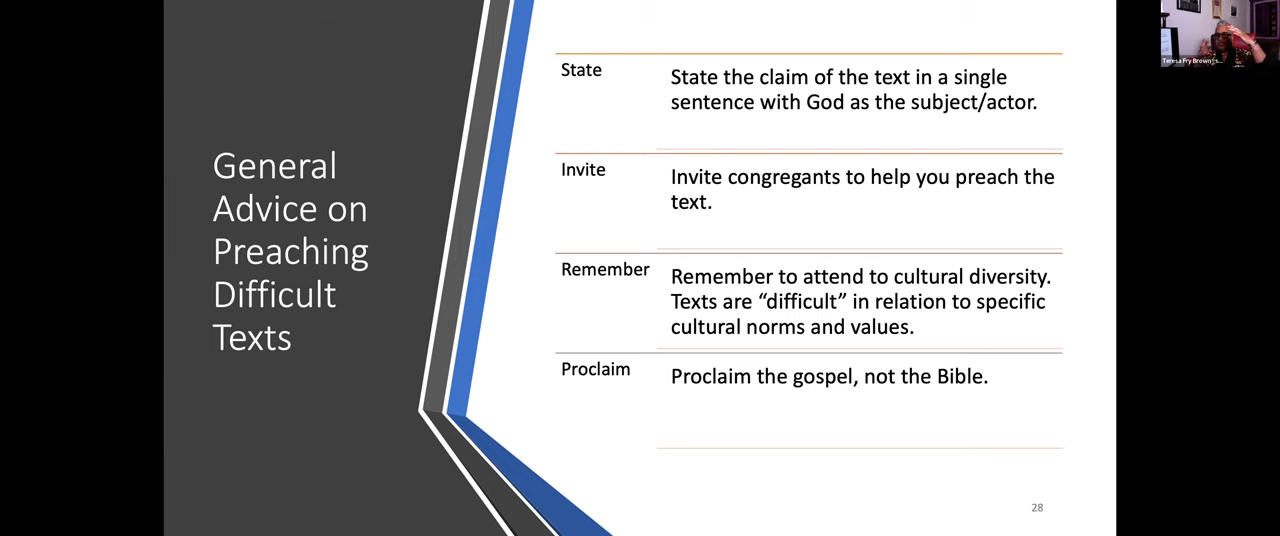 General
Advice on
Preaching
Difficult
Texts
State
State the claim of the text in a single
sentence with God as the subject/actor.
Invite
Invite congregants to help you preach the
text.
Remember
Remember to attend to cultural diversity.
Texts are “difficult” in relation to specific
cultural norms and values.
Proclaim
Proclaim the gospel, not the Bible.
28
Teresa Fry Brown